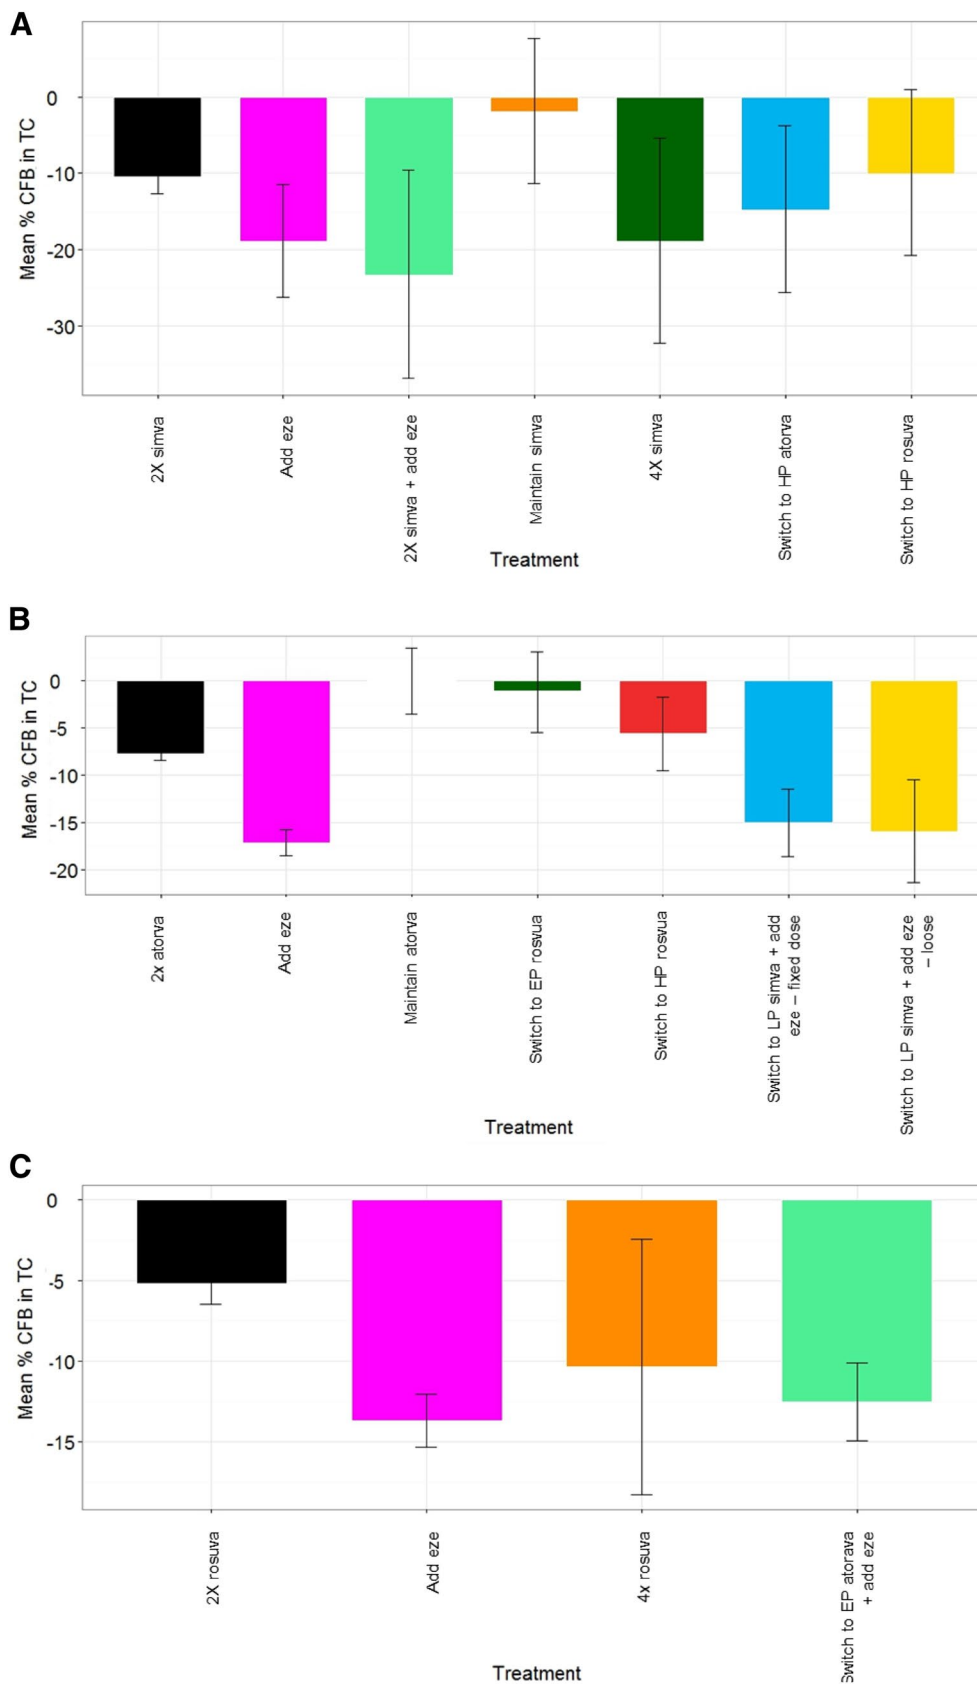 A
Mean % CFB in TC
0
-10
-20
-30
2X simva
Add eze
2X simva + add eze
Maintain simva
4X simva
Switch to HP atorva
Switch to HP rosuva
Treatment
B
Mean % CFB in TC
0
-5
-10
-15
-20
2x atorva
Add eze
Maintain atorva
Switch to EP rosvua
Switch to HP rosvua
Switch to LP simva + add
eze – fixed dose
Switch to LP simva + add eze
– loose
Treatment
C
Mean % CFB in TC
0
-5
-10
-15
2X rosuva
Add eze
4x rosuva
Switch to EP atorava
+ add eze
Treatment